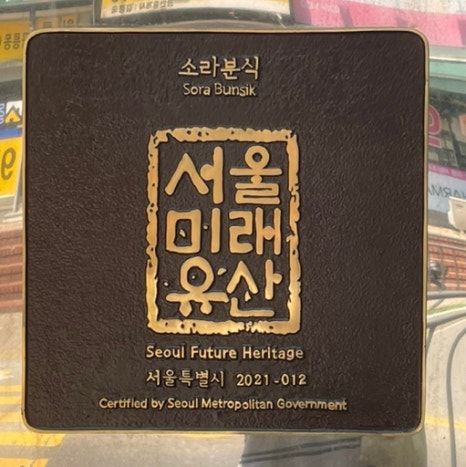 소라분식
Sora Bunsik
서울
미래
유산
Seoul Future Heritage
서울특별시 2021-012
Certified by Seoul Metropolitan Government